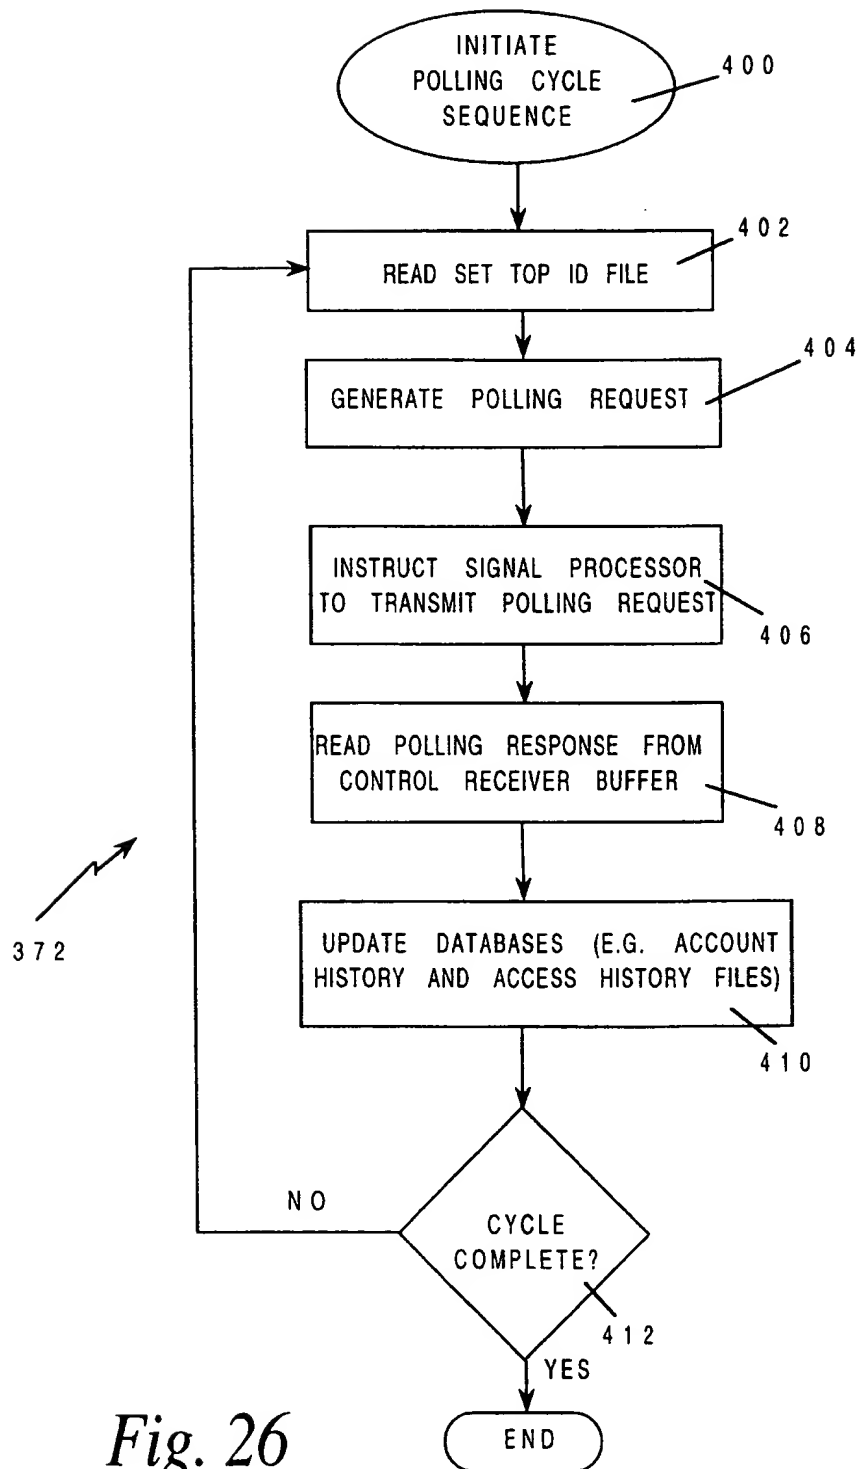 INITIATE
POLLING CYCLE
SEQUENCE
400
402
READ SET TOP ID FILE
404
GENERATE POLLING REQUEST
INSTRUCT SIGNAL PROCESSOR
TO TRANSMIT POLLING REQUEST
406
READ POLLING RESPONSE FROM
CONTROL RECEIVER BUFFER
408
372
UPDATE DATABASES (E.G. ACCOUNT
HISTORY AND ACCESS HISTORY FILES)
410
NO
CYCLE
COMPLETE?
412
YES
END
Fig. 26